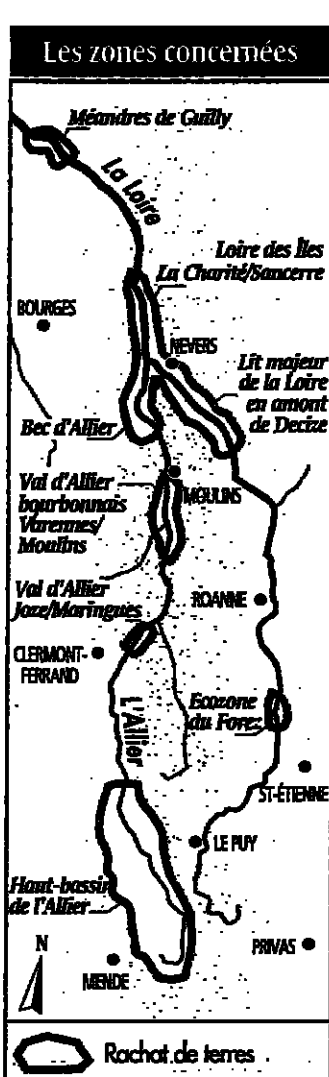 Les zones concernées
Méandres de Guilly
La Loire
Loire des Îles
La Charité/Sancerre
BOURGES
NEVERS
Lit majeur
de la Loire
en amont
de Decize
Bec d'Allier
Val d'Allier
bourbonnais
Varennes/
Moulins
MOULINS
Val d'Allier
Joze/Maringues
ROANNE
CLERMONT-
FERRAND
L'Allier
Ecozone
du Forez
ST-ÉTIENNE
LE PUY
Haut-bassin
de l'Allier
N
PRIVAS
MENDE
Rachat de terres